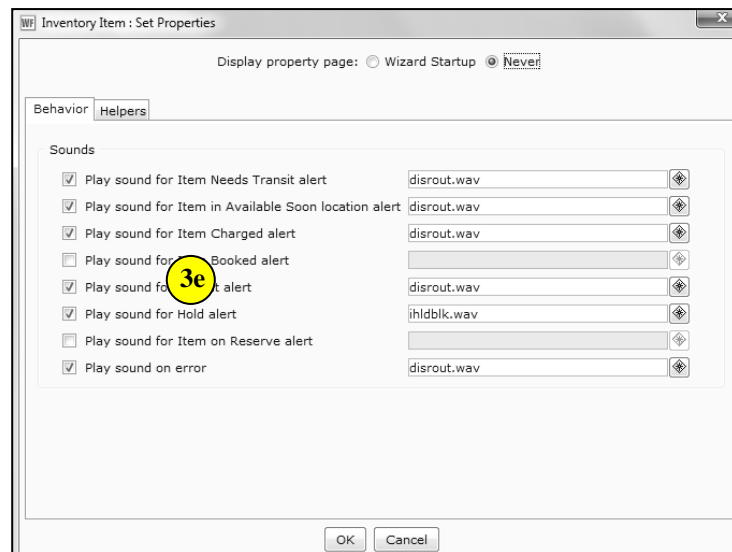 WF Inventory Item : Set Properties
X
Display property page: Wizard Startup Never
Behavior Helpers
Sounds
Play sound for Item Needs Transit alert disrout.wav
Play sound for Item in Available Soon location alert disrout.wav
Play sound for Item Charged alert disrout.wav
Play sound for Booked alert
3e
Play sound for alert disrout.wav
Play sound for Hold alert ihldblk.wav
Play sound for Item on Reserve alert
Play sound on error disrout.wav
OK Cancel